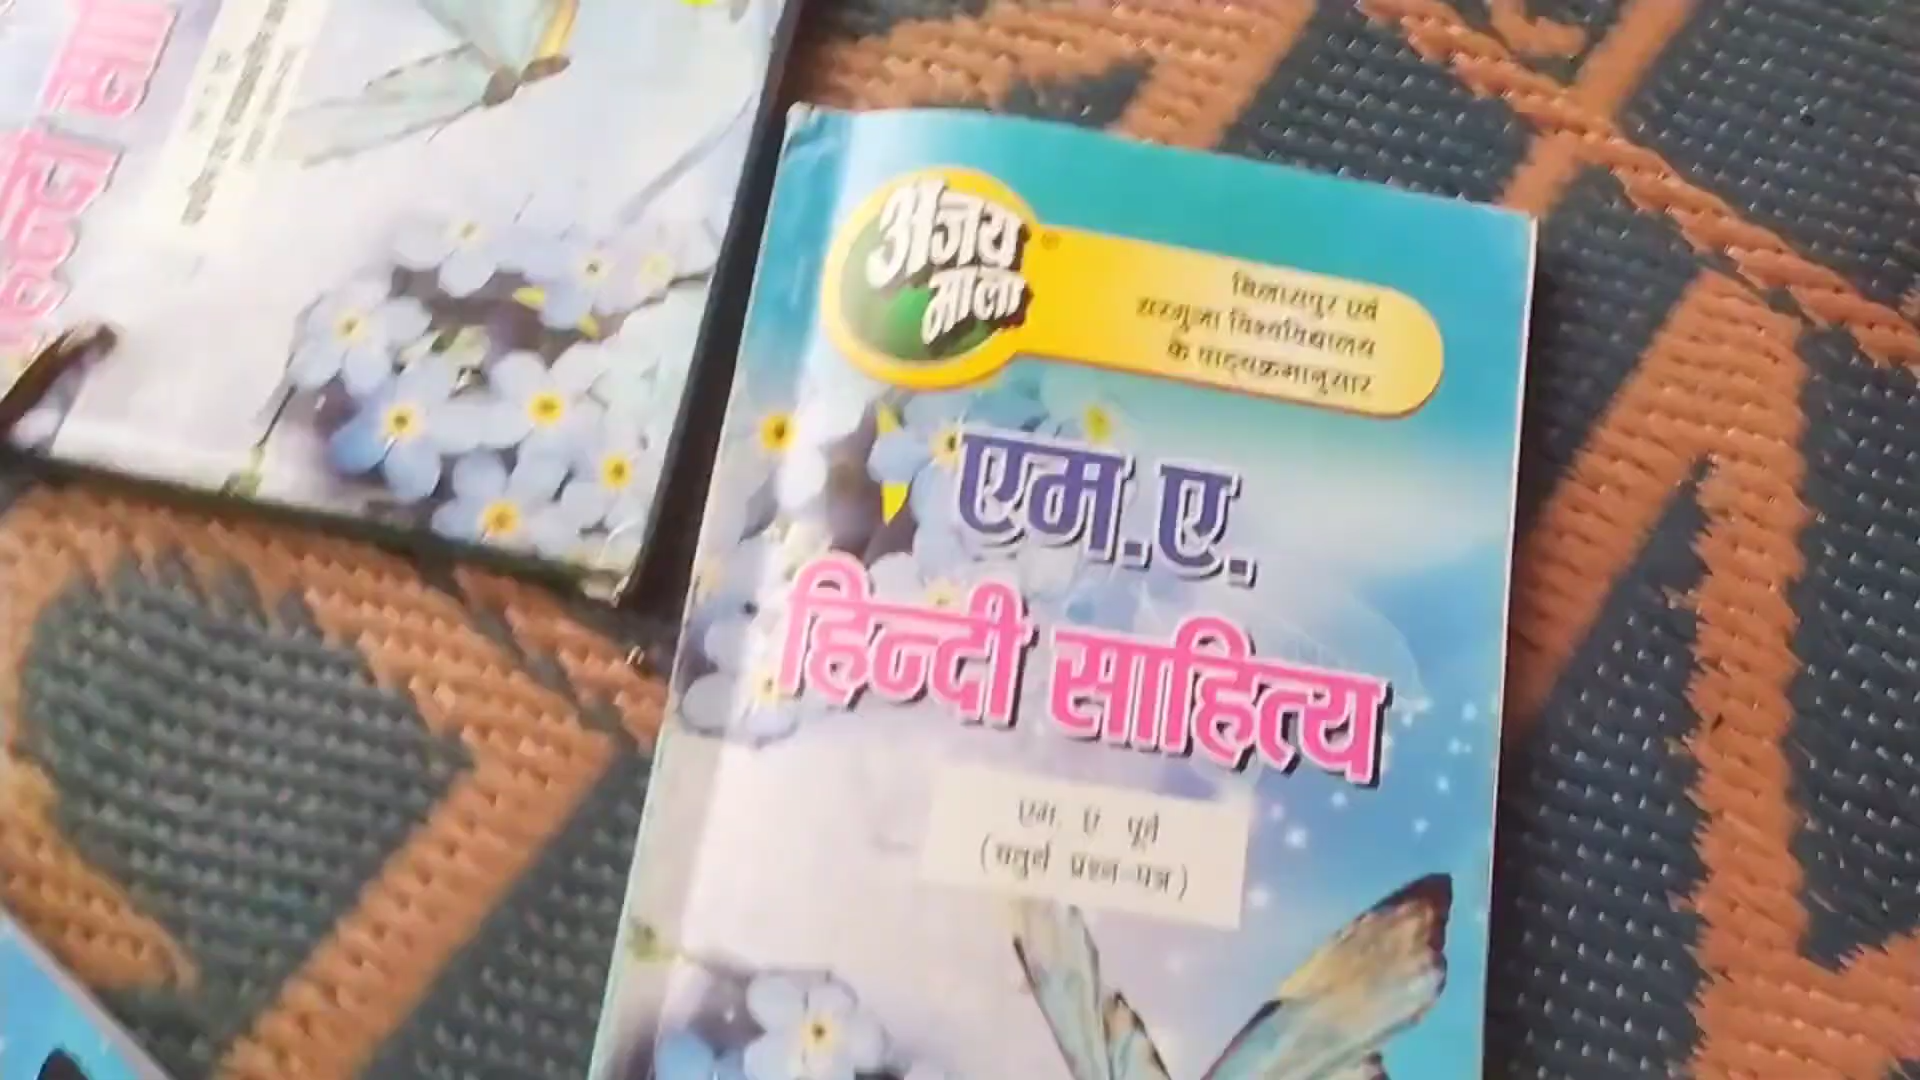 अजय
माला
बिलासपुर एवं
सरगुजा विश्वविद्यालय
के पाठ्यक्रमानुसार
एम.ए.
हिन्दी साहित्य
एम. ए. पूर्व
(चतुर्थ प्रश्न-पत्र)